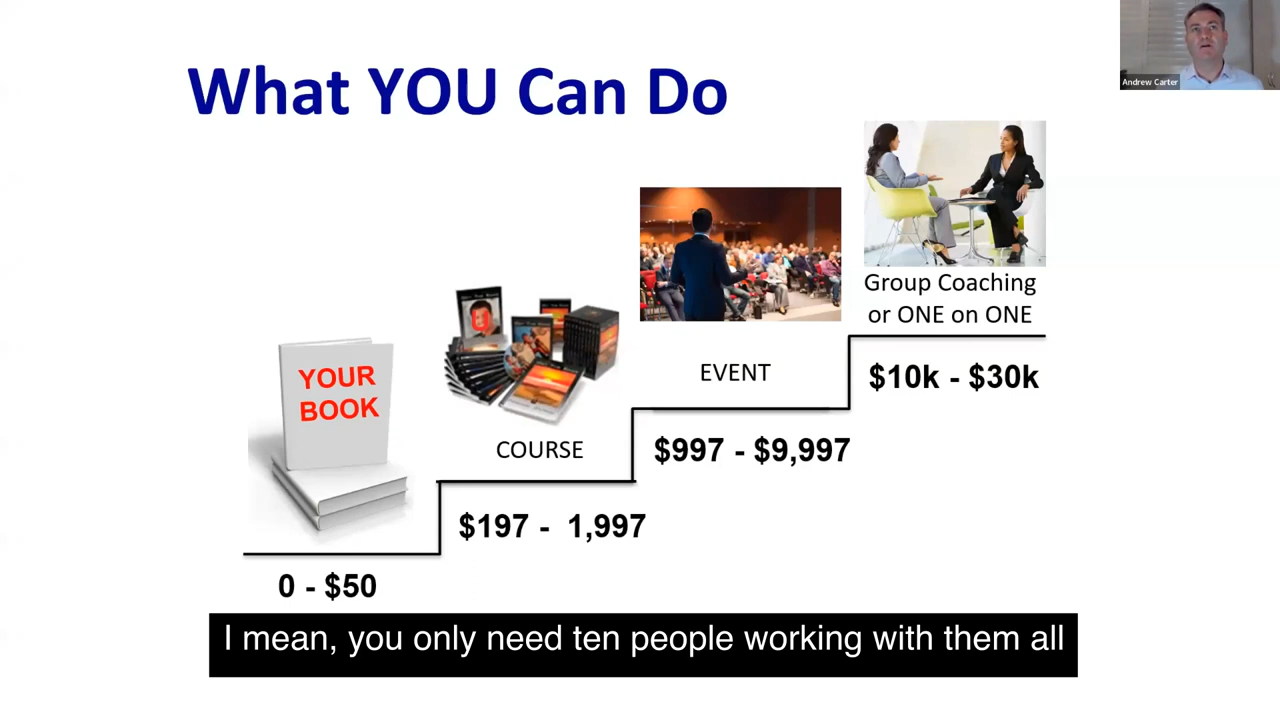 What YOU Can Do
Andrew Carter
Group Coaching
or ONE on ONE
$10k - $30k
EVENT
$997 - $9,997
COURSE
$197 - 1,997
YOUR
BOOK
0 - $50
I mean, you only need ten people working with them all